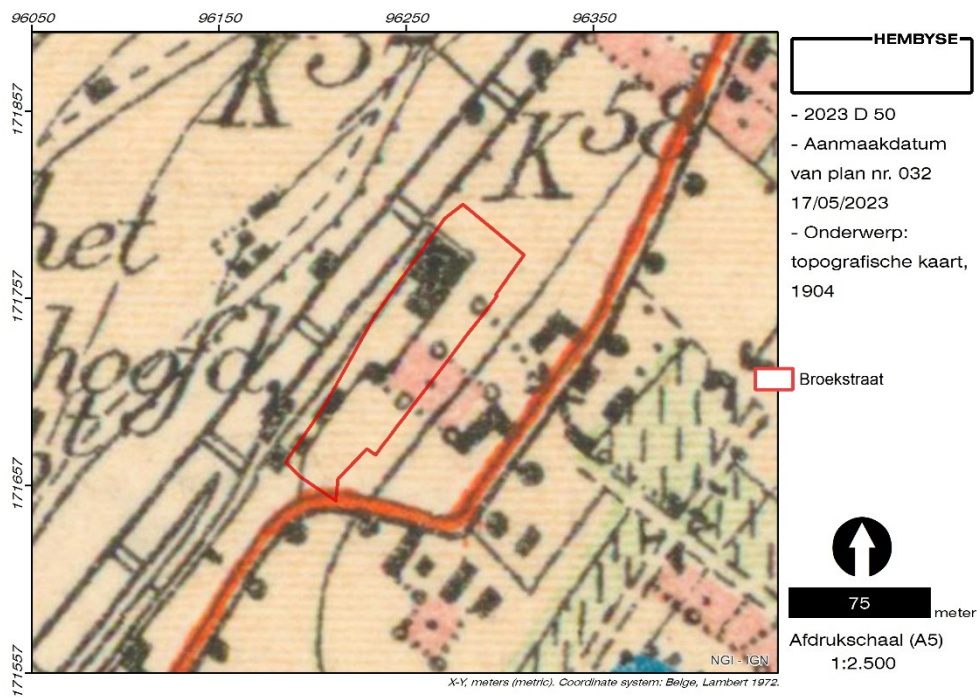 96050
96150
96250
96350
HEMBYSE
171857
171757
171657
171557
K 5
K 58
het
hoofd
- 2023 D 50
- Aanmaakdatum
van plan nr. 032
17/05/2023
- Onderwerp:
topografische kaart,
1904
Broekstraat
75
meter
Afdrukschaal (A5)
1:2.500
NGI - IGN
X-Y, meters (metric). Coordinate system: Belge, Lambert 1972.